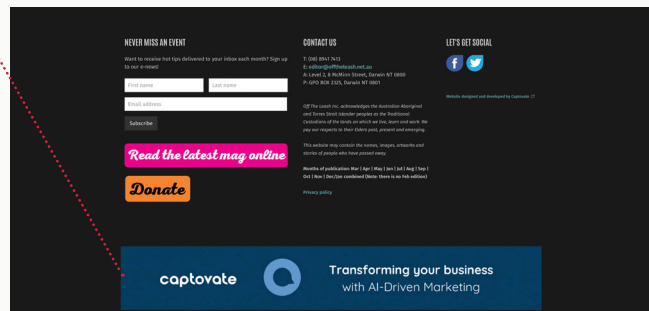 NEVER MISS AN EVENT
Want to receive hot tips delivered to your inbox each month? Sign up
to our e-news!
First name
Last name
Email address
Subscribe
Read the latest mag online
Donate
CONTACT US
T: (08) 8941 7413
E: editor@offtheleash.net.au
A: Level 2, 8 McMinn Street, Darwin NT 0800
P: GPO BOX 2325, Darwin NT 0801
Off The Leash Inc. acknowledges the Australian Aboriginal
and Torres Strait Islander peoples as the Traditional
Custodians of the lands on which we live, learn and work. We
pay our respects to their Elders past, present and emerging.
This website may contain the names, images, artworks and
stories of people who have passed away.
Months of publication: Mar | Apr | May | Jun | Jul | Aug | Sep |
Oct | Nov | Dec/Jan combined (Note: there is no Feb edition)
Privacy policy
LET'S GET SOCIAL
Website designed and developed by Captovate
captovate
Transforming your business
with AI-Driven Marketing